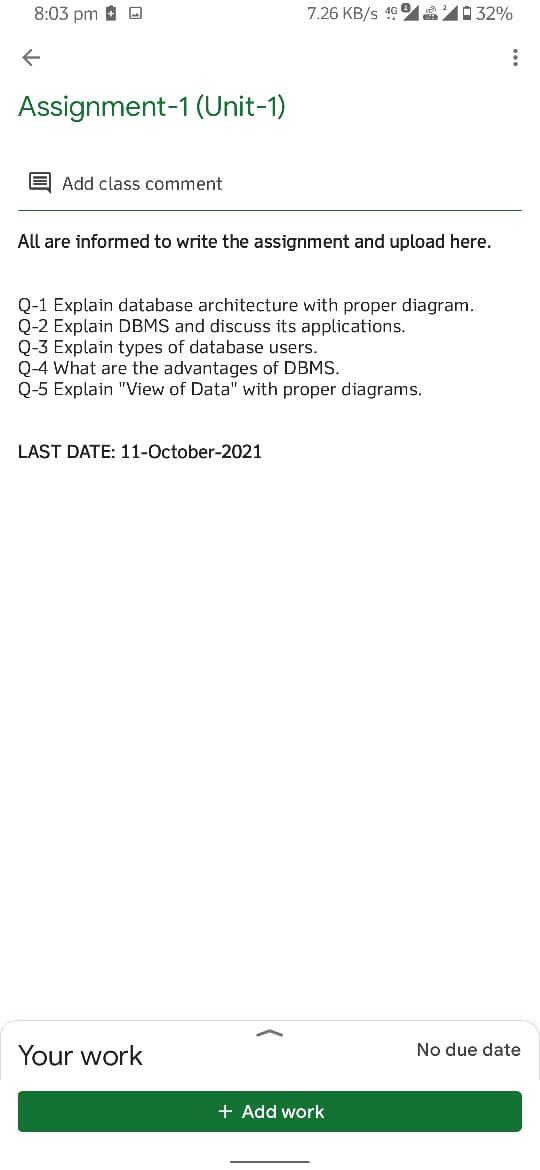 8:03 pm 7.26 KB/s 4G 2 32%
Assignment-1 (Unit-1)
Add class comment
All are informed to write the assignment and upload here.
Q-1 Explain database architecture with proper diagram.
Q-2 Explain DBMS and discuss its applications.
Q-3 Explain types of database users.
Q-4 What are the advantages of DBMS.
Q-5 Explain "View of Data" with proper diagrams.
LAST DATE: 11-October-2021
Your work No due date
+ Add work